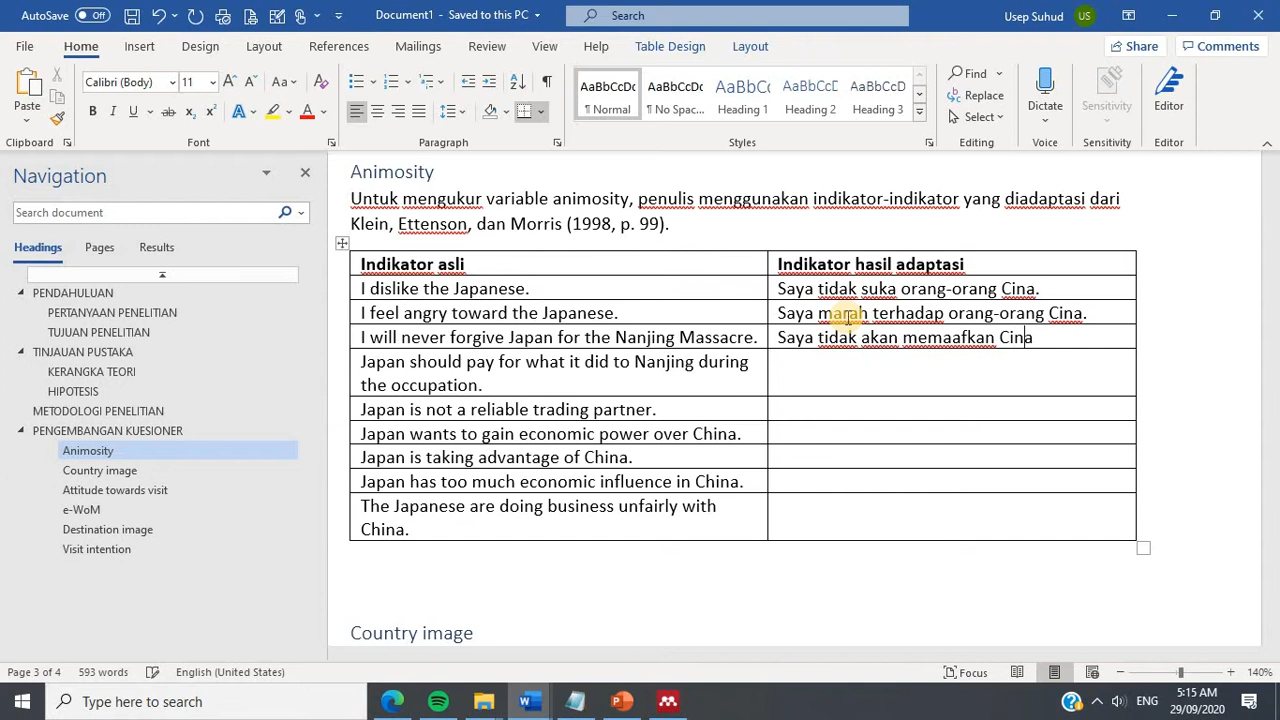 AutoSave Off Document1 - Saved to this PC Search Usep Suhud US
File Home Insert Design Layout References Mailings Review View Help Table Design Layout Share Comments
Paste
Clipboard
Calibri (Body) 11
Font
Paragraph
AaBbCcDc AaBbCcDc AaBbC AaBbCcD AaBbCcD
¶ Normal ¶ No Spac... Heading 1 Heading 2 Heading 3
Styles
Find
Replace
Select
Editing
Dictate
Voice
Sensitivity
Sensitivity
Editor
Editor
Navigation
Search document
Headings Pages Results
PENDAHULUAN
PERTANYAAN PENELITIAN
TUJUAN PENELITIAN
TINJAUAN PUSTAKA
KERANGKA TEORI
HIPOTESIS
METODOLOGI PENELITIAN
PENGEMBANGAN KUESIONER
Animosity
Country image
Attitude towards visit
e-WoM
Destination image
Visit intention
Animosity
Untuk mengukur variable animosity, penulis menggunakan indikator-indikator yang diadaptasi dari
Klein, Ettenson, dan Morris (1998, p. 99).
Indikator asli Indikator hasil adaptasi
I dislike the Japanese. Saya tidak suka orang-orang Cina.
I feel angry toward the Japanese. Saya marah terhadap orang-orang Cina.
I will never forgive Japan for the Nanjing Massacre. Saya tidak akan memaafkan Cina
Japan should pay for what it did to Nanjing during
the occupation.
Japan is not a reliable trading partner.
Japan wants to gain economic power over China.
Japan is taking advantage of China.
Japan has too much economic influence in China.
The Japanese are doing business unfairly with
China.
Country image
Page 3 of 4 593 words English (United States) Focus 140%
Type here to search ENG 5:15 AM
29/09/2020